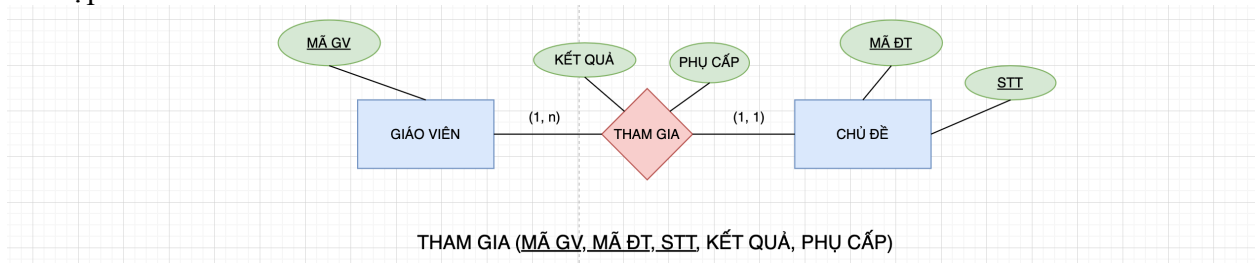 MÃ GV
KẾT QUẢ
PHỤ CẤP
MÃ ĐT
STT
GIÁO VIÊN
(1, n)
THAM GIA
(1, 1)
CHỦ ĐỀ
THAM GIA (MÃ GV, MÃ ĐT, STT, KẾT QUẢ, PHỤ CẤP)